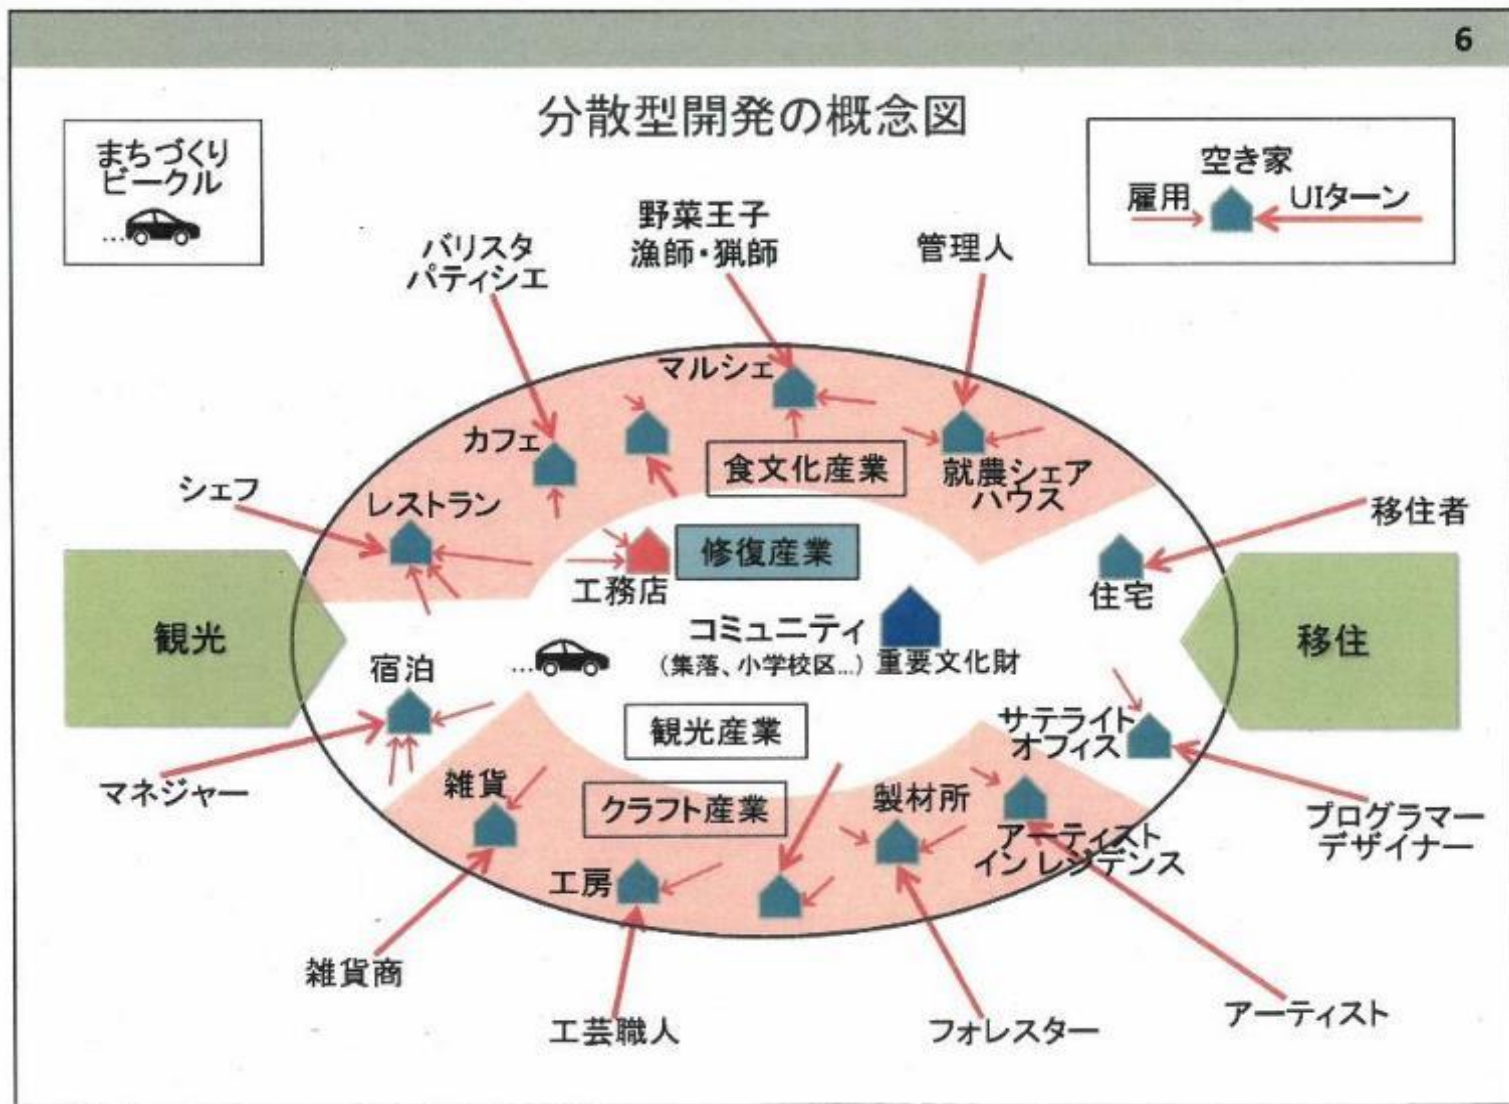 6
分散型開発の概念図
まちづくり
ビークル
空き家
雇用
UIターン
野菜王子
漁師・猟師
バリスタ
パティシエ
管理人
マルシェ
カフェ
食文化産業
就農シェア
ハウス
シェフ
レストラン
移住者
修復産業
工務店
住宅
観光
コミュニティ
(集落、小学校区...)
重要文化財
移住
宿泊
観光産業
サテライト
オフィス
マネジャー
雑貨
クラフト産業
製材所
アーティスト
イン レジデンス
プログラマー
デザイナー
工房
雑貨商
工芸職人
フォレスター
アーティスト